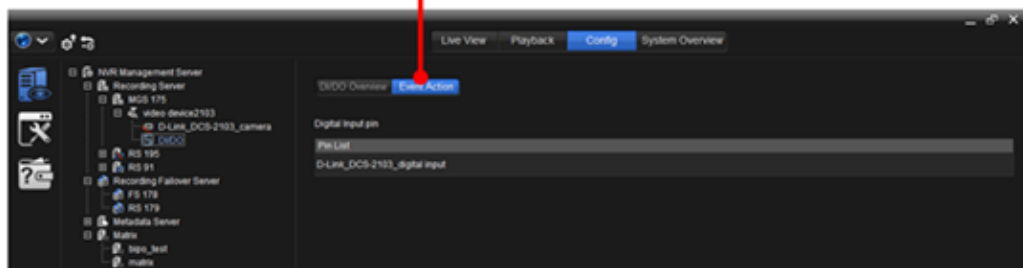 Live View Playback Config System Overview
NVR Management Server
Recording Server
MGS 175
video device2103
D-Link_DCS-2103_camera
DI/DO
RS 195
RS 91
Recording Failover Server
FS 178
RS 179
Metadata Server
Matrix
bipo_test
matrix
DI/DO Overview Event Action
Digital Input pin
Pin List
D-Link_DCS-2103_digital input